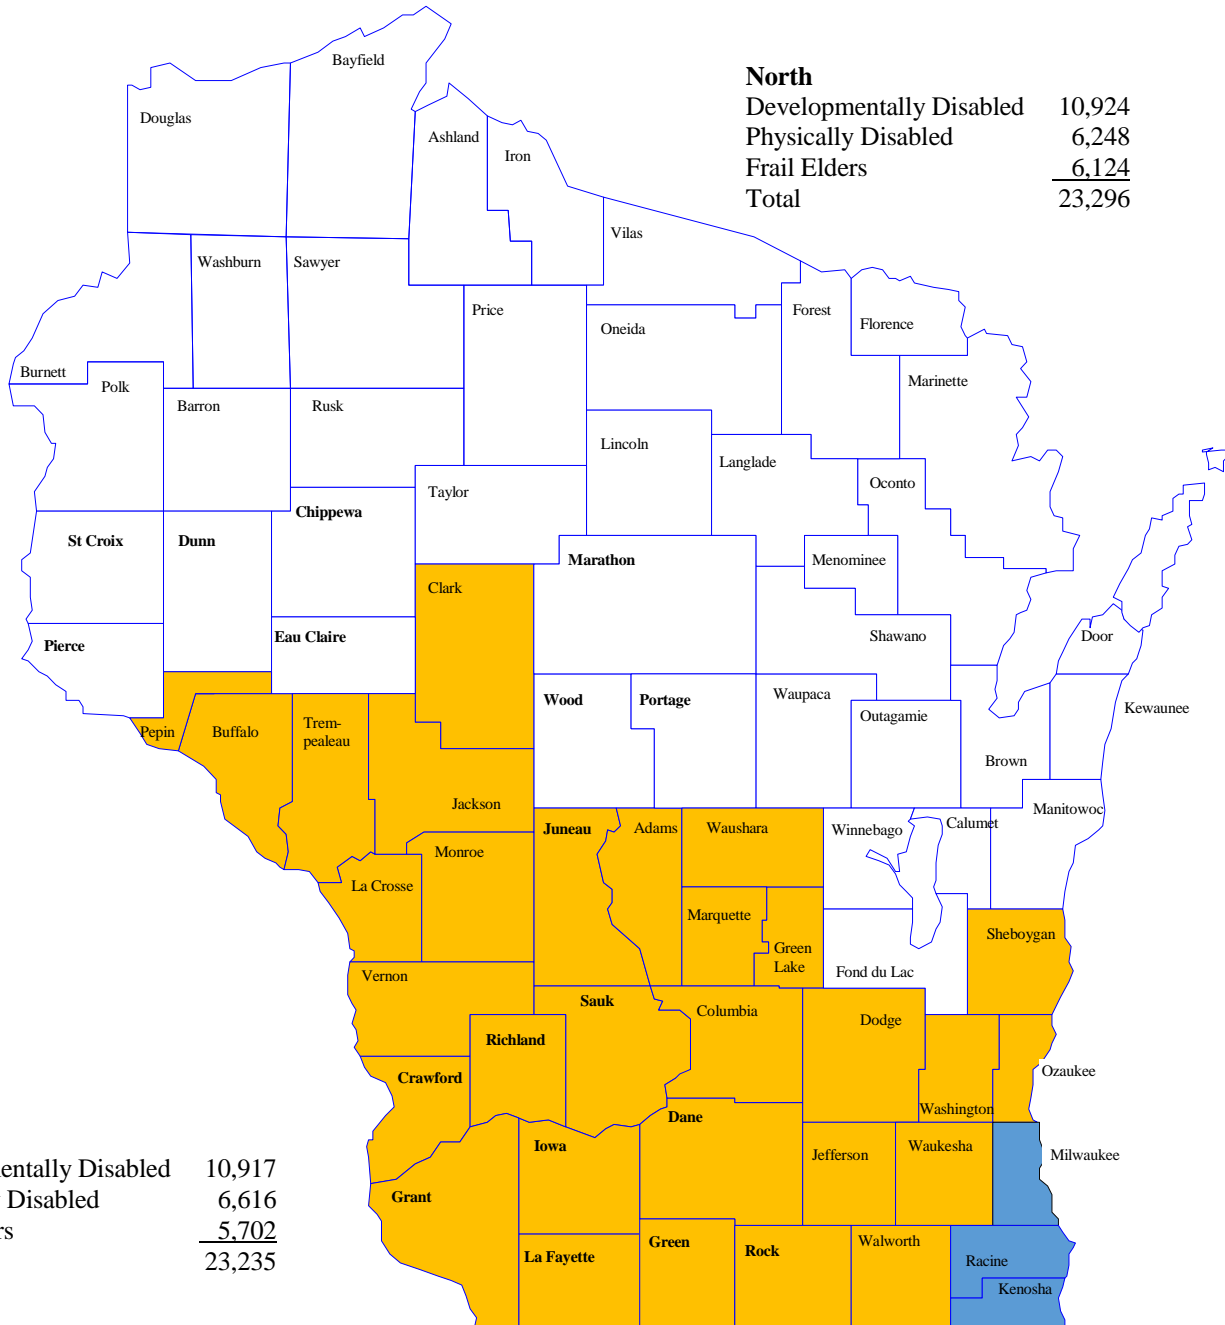 Bayfield
North
Developmentally Disabled 10,924
Physically Disabled 6,248
Frail Elders 6,124
Total 23,296
Douglas
Ashland
Iron
Vilas
Washburn
Sawyer
Price
Forest
Florence
Oneida
Burnett
Polk
Marinette
Barron
Rusk
Lincoln
Langlade
Oconto
Taylor
Chippewa
St Croix
Dunn
Marathon
Menominee
Clark
Eau Claire
Pierce
Shawano
Door
Wood
Portage
Waupaca
Outagamie
Kewaunee
Pepin
Buffalo
Trem-
pealeau
Brown
Jackson
Manitowoc
Juneau
Adams
Waushara
Winnebago
Calumet
Monroe
La Crosse
Marquette
Green
Lake
Sheboygan
Vernon
Fond du Lac
Sauk
Columbia
Dodge
Richland
Crawford
Ozaukee
Washington
Dane
Iowa
Jefferson
Waukesha
Milwaukee
entally Disabled 10,917
Disabled 6,616
rs 5,702
23,235
Grant
La Fayette
Green
Rock
Walworth
Racine
Kenosha